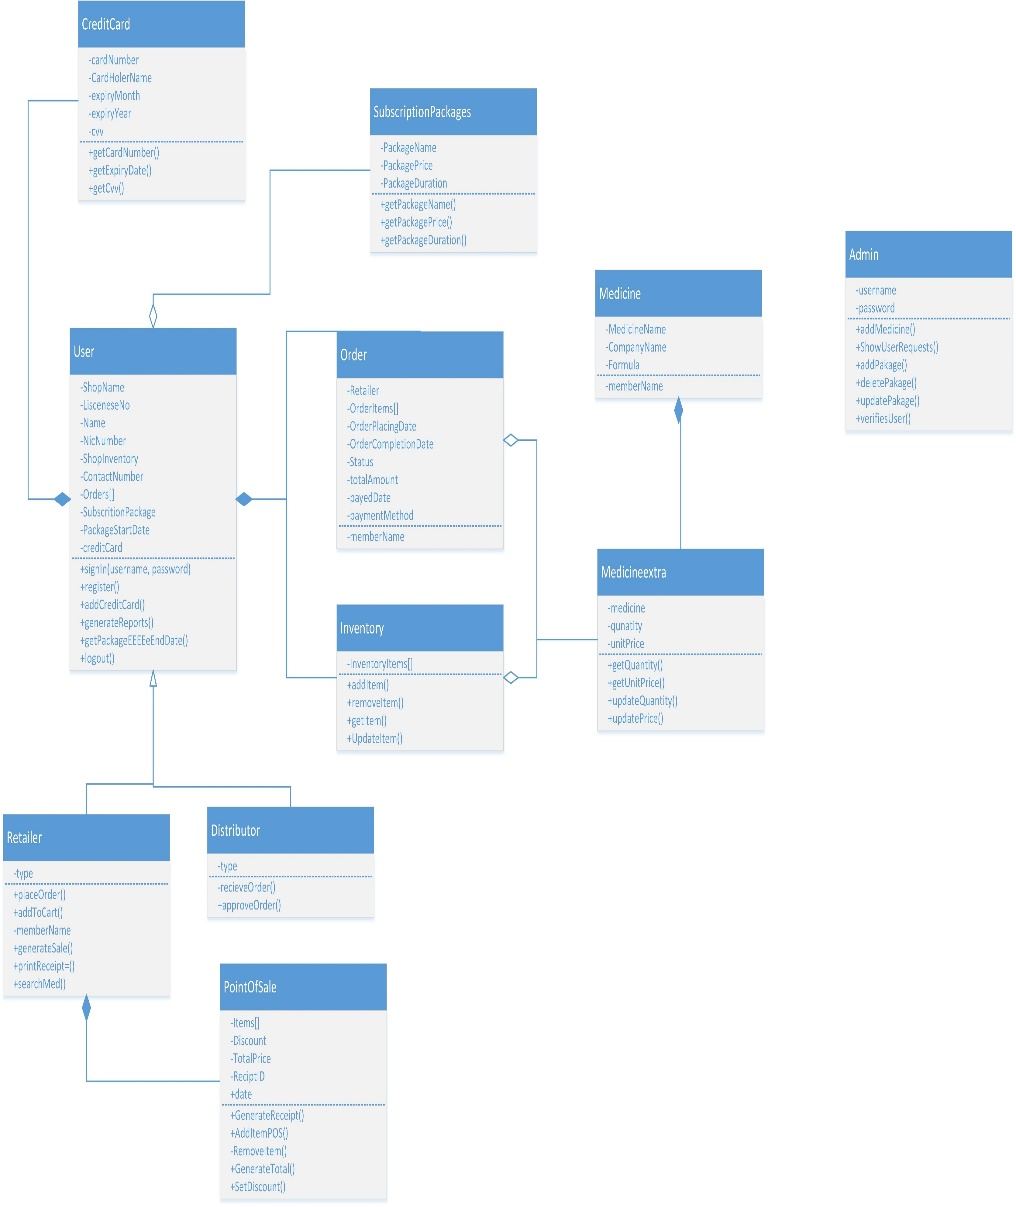 CreditCard
-cardNumber
-CardHolerName
-expiryMonth
-expiryYear
-cvv
+getCardNumber()
+getExpiryDate()
+getCvv()
SubscriptionPackages
-PackageName
-PackagePrice
-PackageDuration
+getPackageName()
+getPackagePrice()
+getPackageDuration()
Admin
-username
-password
+addMedicine()
+ShowUserRequests()
+addPakage()
+deletePakage()
+updatePakage()
+verifiesUser()
Medicine
-MedicineName
-CompanyName
-Formula
-memberName
User
-ShopName
-LisceneseNo
-Name
-NicNumber
-ShopInventory
-ContactNumber
-Orders[]
-SubscritionPackage
-PackageStartDate
-creditCard
+signIn(username, password)
+register()
+addCreditCard()
+generateReports()
+getPackageEEEEeEndDate()
+logout()
Order
-Retailer
-OrderItems[]
-OrderPlacingDate
-OrderCompletionDate
-Status
-totalAmount
-payedDate
-paymentMethod
-memberName
Inventory
-InventoryItems[]
+addItem()
+removeItem()
+getItem()
+UpdateItem()
Medicineextra
-medicine
-qunatity
-unitPrice
+getQuantity()
+getUnitPrice()
+updateQuantity()
+updatePrice()
Retailer
-type
+placeOrder()
+addToCart()
-memberName
+generateSale()
+printReceipt=()
+searchMed()
Distributor
-type
-recieveOrder()
+approveOrder()
PointOfSale
-Items[]
-Discount
-TotalPrice
-ReciptID
+date
+GenerateReceipt()
+AddItemPOS()
-RemoveItem()
+GenerateTotal()
+SetDiscount()